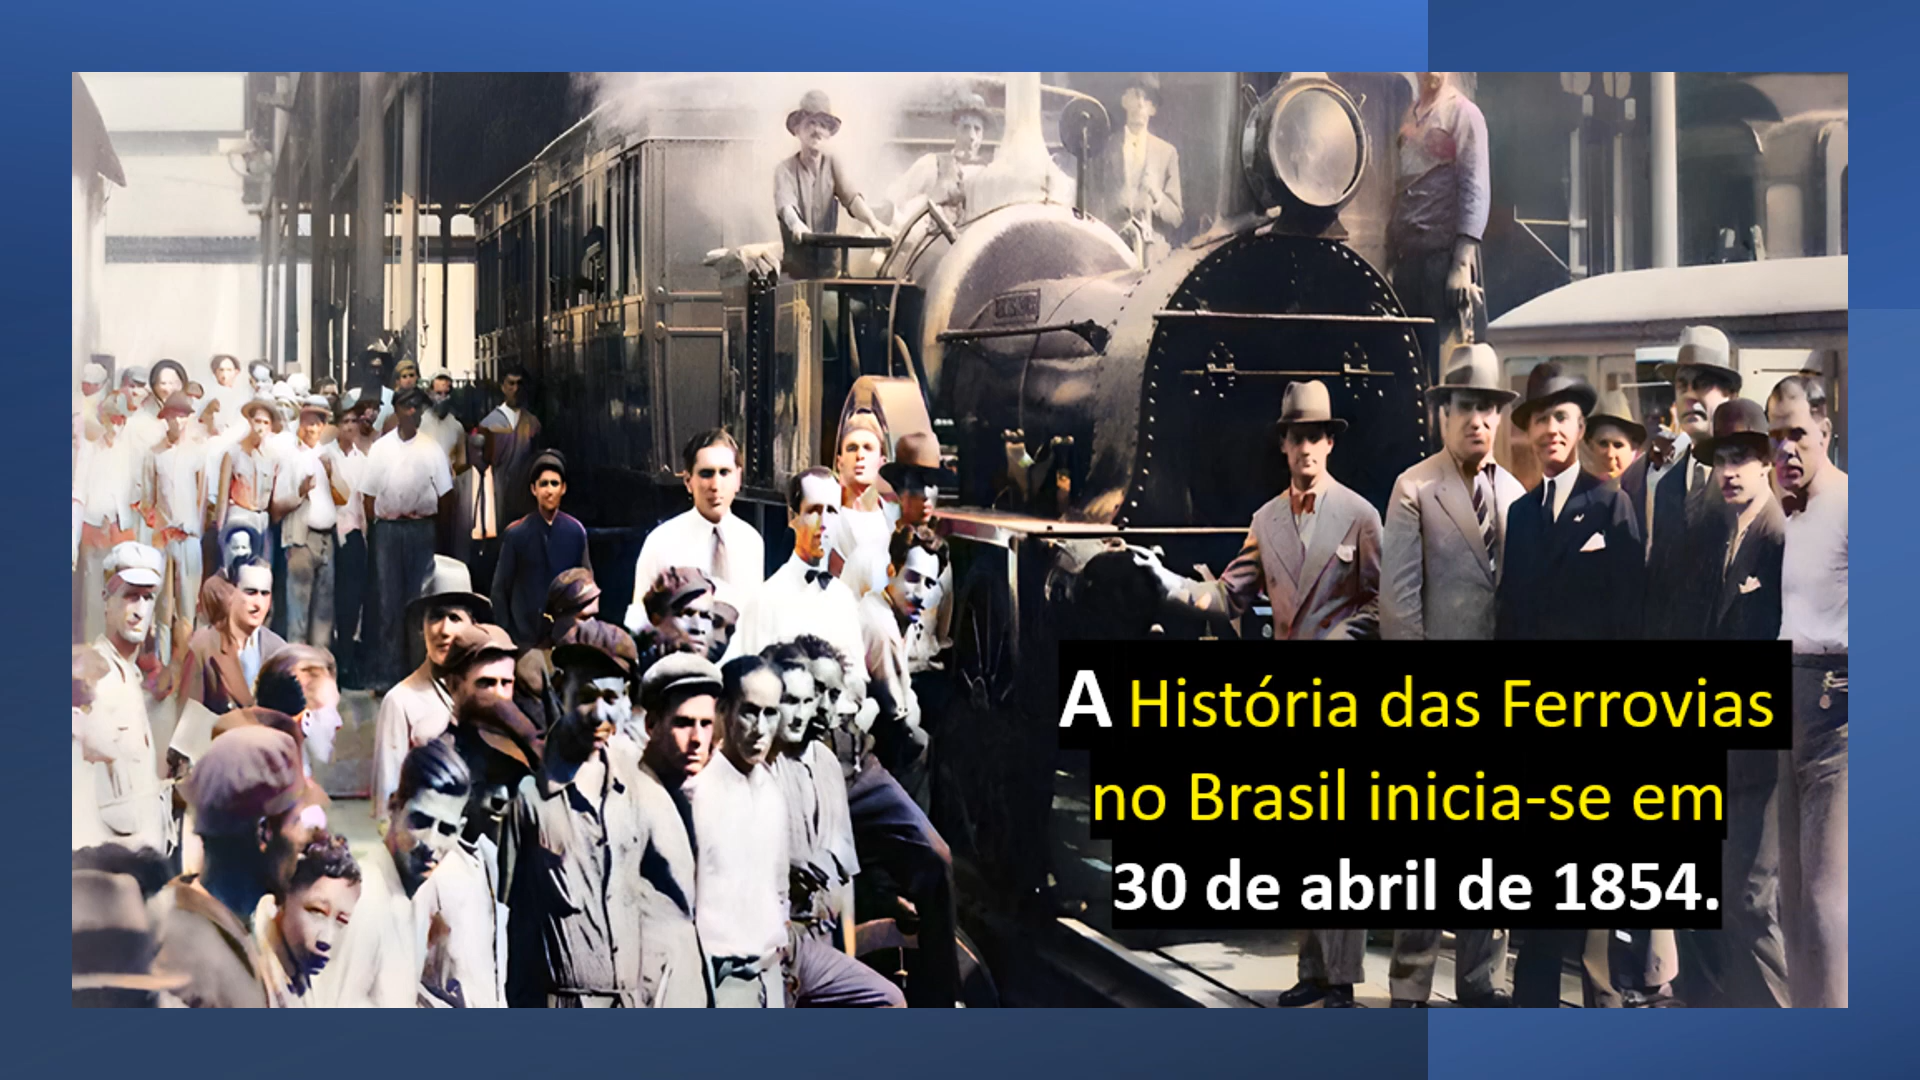 A História das Ferrovias
no Brasil inicia-se em
30 de abril de 1854.